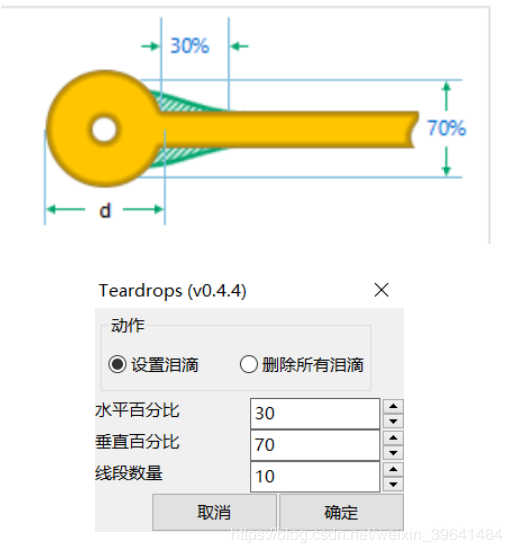 30%
70%
d
Teardrops (v0.4.4)
动作
设置泪滴 删除所有泪滴
水平百分比 30
垂直百分比 70
线段数量 10
取消 确定
https://blog.csdn.net/weixin_39641484